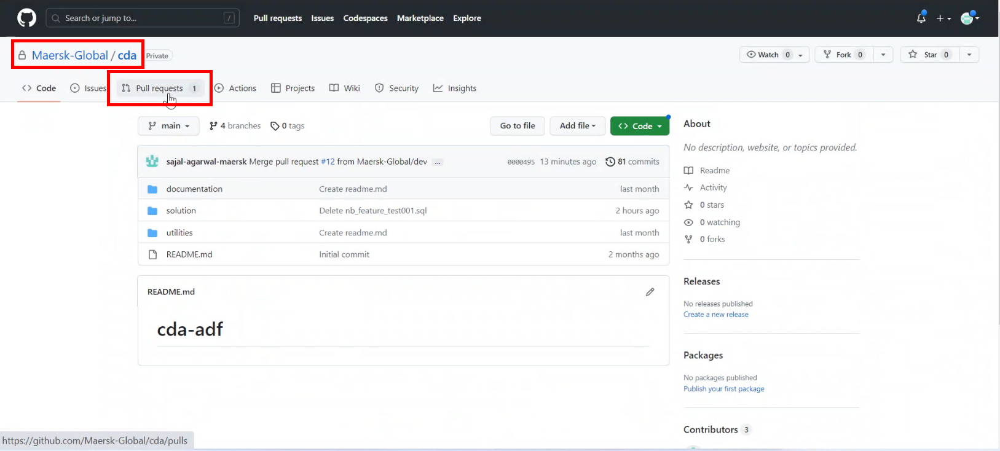 Search or jump to... / Pull requests Issues Codespaces Marketplace Explore
Maersk-Global / cda Private Watch 0 Fork 0 Star 0
Code Issues Pull requests 1 Actions Projects Wiki Security Insights
main 4 branches 0 tags Go to file Add file Code
sajal-agarwal-maersk Merge pull request #12 from Maersk-Global/dev ... 0000495 13 minutes ago 81 commits
documentation Create readme.md last month
solution Delete nb_feature_test001.sql 2 hours ago
utilities Create readme.md last month
README.md Initial commit 2 months ago
README.md
cda-adf
About
No description, website, or topics provided.
Readme
Activity
0 stars
0 watching
0 forks
Releases
No releases published
Create a new release
Packages
No packages published
Publish your first package
Contributors 3
https://github.com/Maersk-Global/cda/pulls